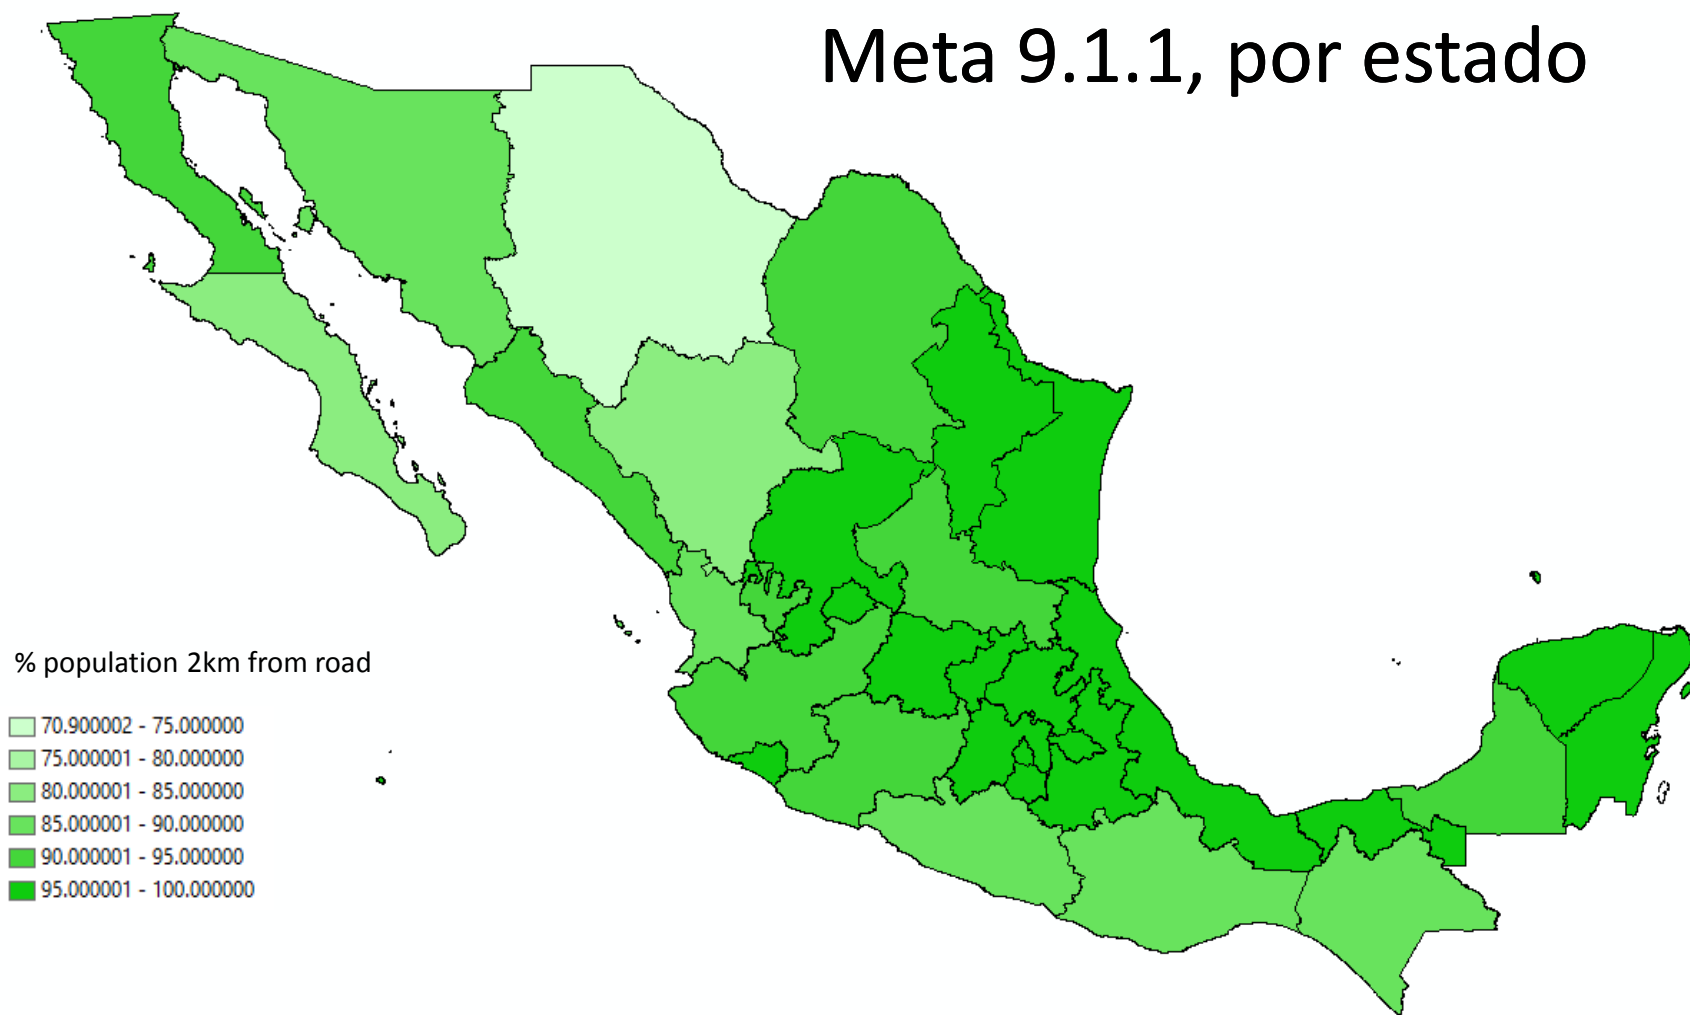 Meta 9.1.1, por estado
% population 2km from road
70.900002 - 75.000000
75.000001 - 80.000000
80.000001 - 85.000000
85.000001 - 90.000000
90.000001 - 95.000000
95.000001 - 100.000000